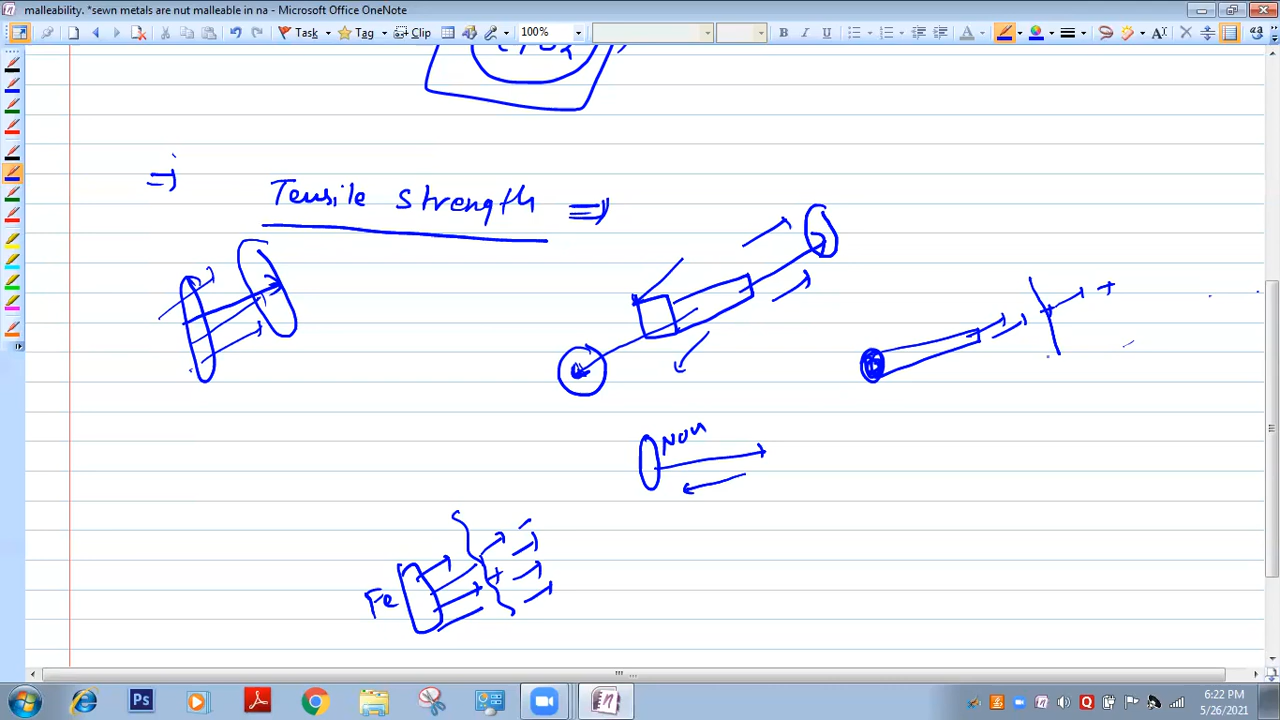 malleability. *sewn metals are nut malleable in na - Microsoft Office OneNote
Task Tag Clip 100% B I U A
Tensile Strength ⇒
+
Non
Fe
+
Ps
Q
6:22 PM
5/26/2021